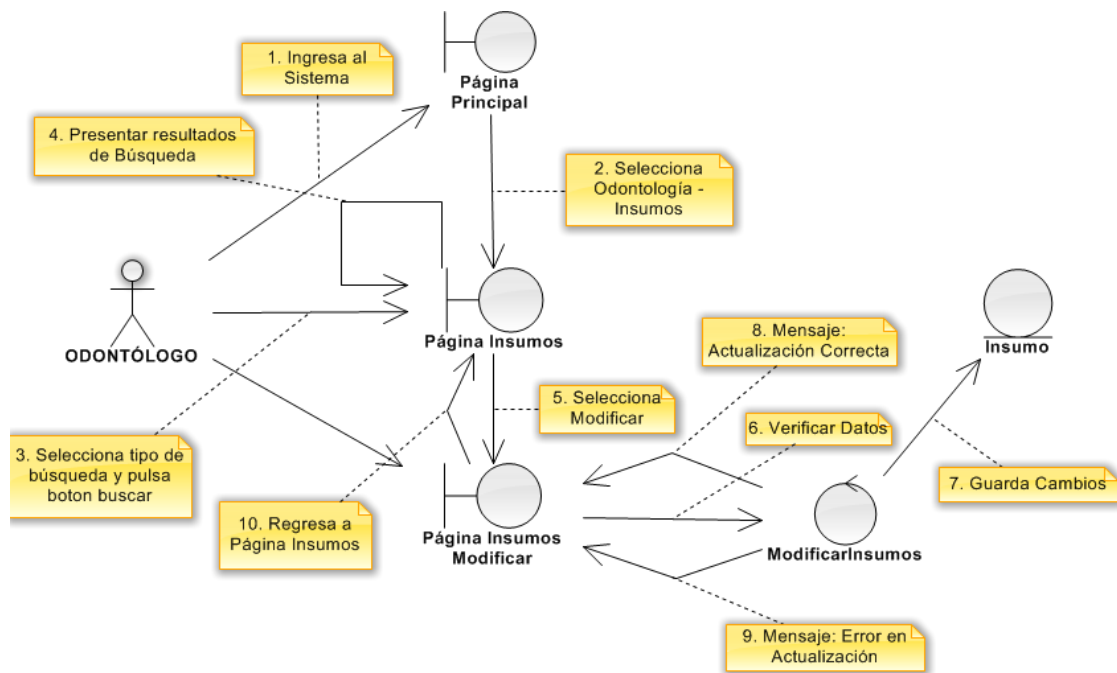 1. Ingresa al
Sistema
Página
Principal
4. Presentar resultados
de Búsqueda
2. Selecciona
Odontología -
Insumos
ODONTÓLOGO
Página Insumos
Insumo
8. Mensaje:
Actualización Correcta
5. Selecciona
Modificar
6. Verificar Datos
3. Selecciona tipo de
búsqueda y pulsa
boton buscar
7. Guarda Cambios
10. Regresa a
Página Insumos
Página Insumos
Modificar
ModificarInsumos
9. Mensaje: Error en
Actualización